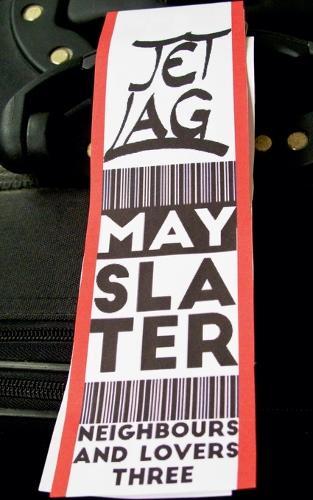 JET
LAG
MAY
SLA
TER
NEIGHBOURS
AND LOVERS
THREE